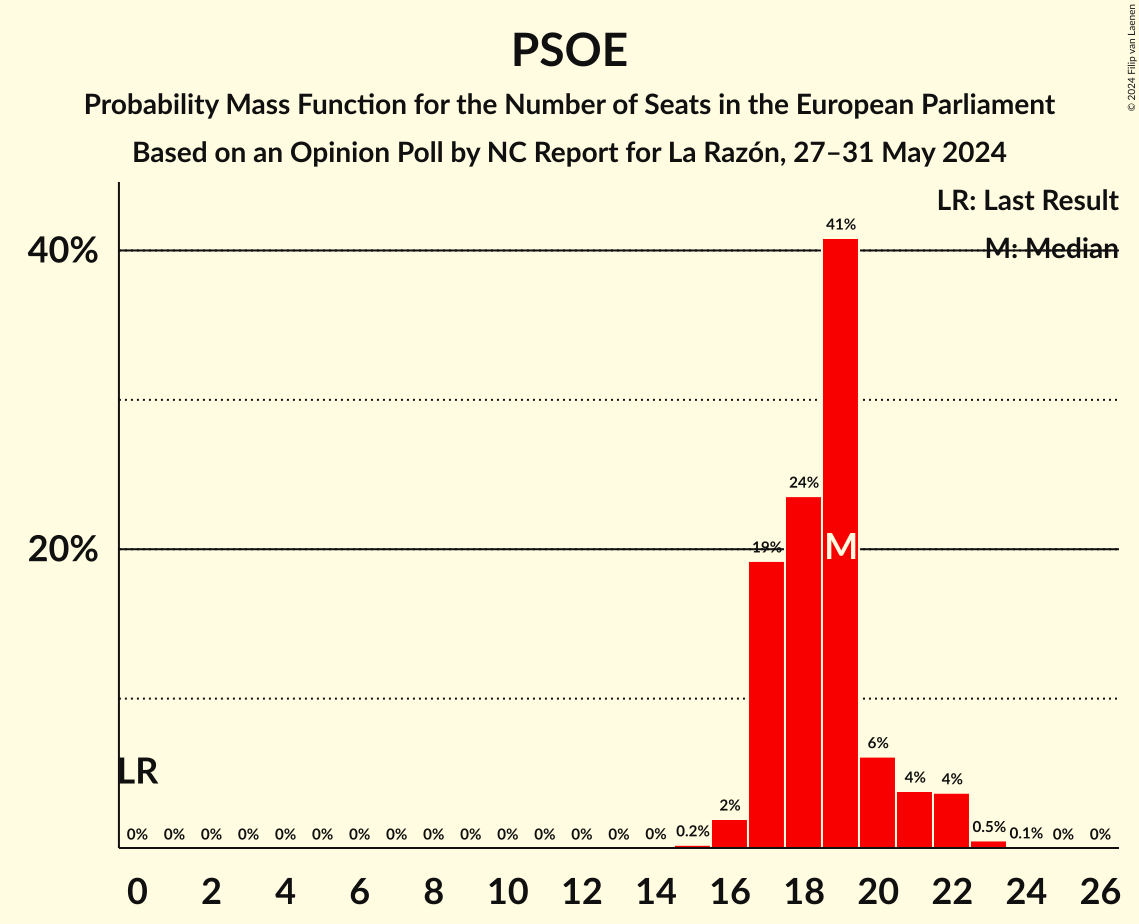 PSOE
Probability Mass Function for the Number of Seats in the European Parliament
Based on an Opinion Poll by NC Report for La Razón, 27–31 May 2024
© 2024 Filip van Laenen
LR: Last Result
M: Median
40%
20%
41%
24%
19%
M
6%
4%
4%
2%
LR
0% 0% 0% 0% 0% 0% 0% 0% 0% 0% 0% 0% 0% 0% 0% 0.2% 0.5% 0.1% 0% 0%
0 2 4 6 8 10 12 14 16 18 20 22 24 26